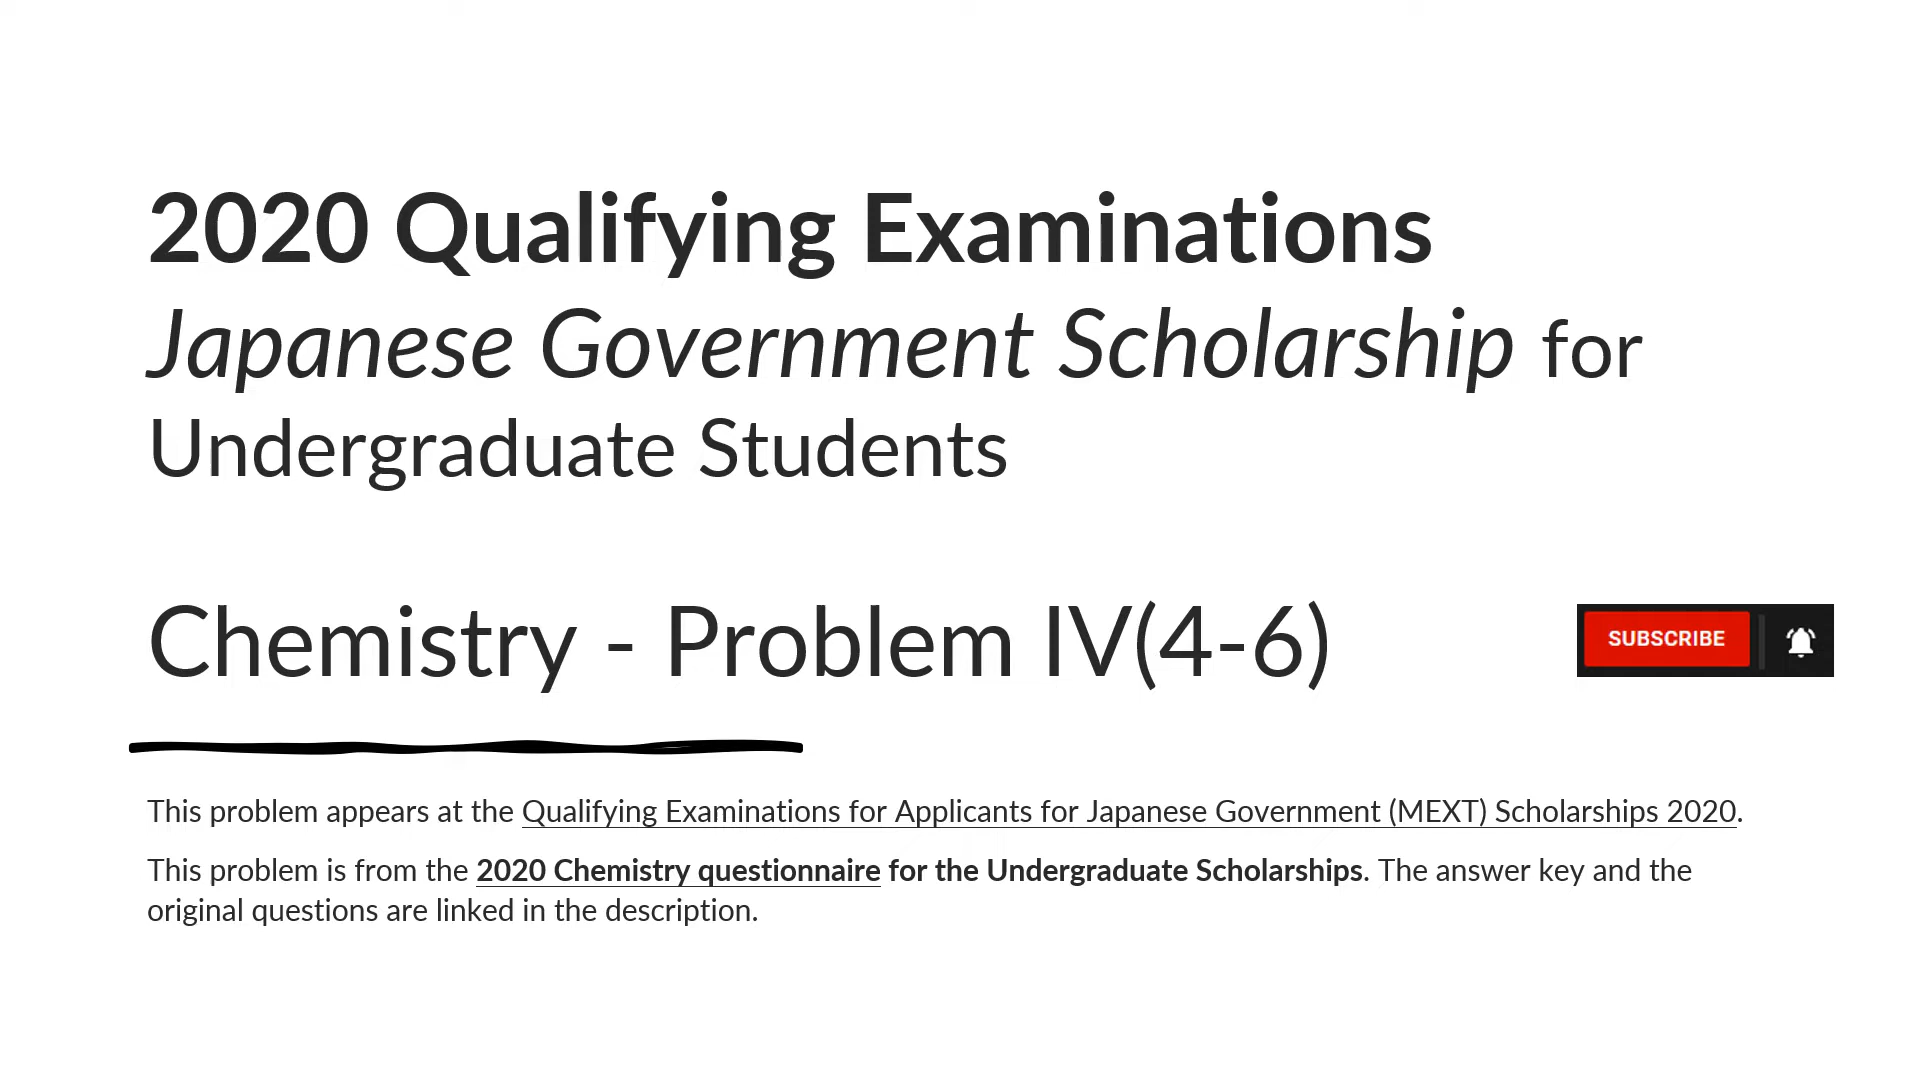 2020 Qualifying Examinations
Japanese Government Scholarship for
Undergraduate Students
Chemistry - Problem IV(4-6)
SUBSCRIBE
This problem appears at the Qualifying Examinations for Applicants for Japanese Government (MEXT) Scholarships 2020.
This problem is from the 2020 Chemistry questionnaire for the Undergraduate Scholarships. The answer key and the
original questions are linked in the description.